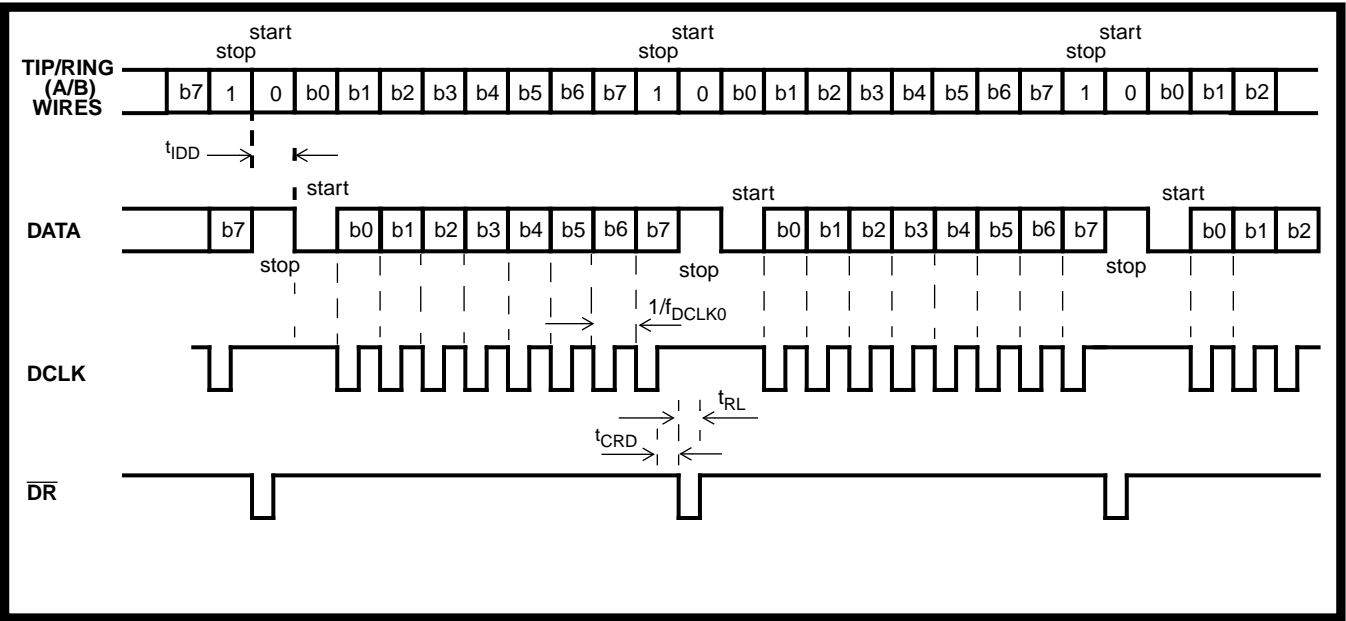 start start start
stop stop stop
TIP/RING
(A/B)
WIRES
b7 1 0 b0 b1 b2 b3 b4 b5 b6 b7 1 0 b0 b1 b2 b3 b4 b5 b6 b7 1 0 b0 b1 b2
tIDD
start start start
DATA
b7 b0 b1 b2 b3 b4 b5 b6 b7 b0 b1 b2 b3 b4 b5 b6 b7 b0 b1 b2
stop stop stop
1/fDCLK0
DCLK
tRL
tCRD
DR